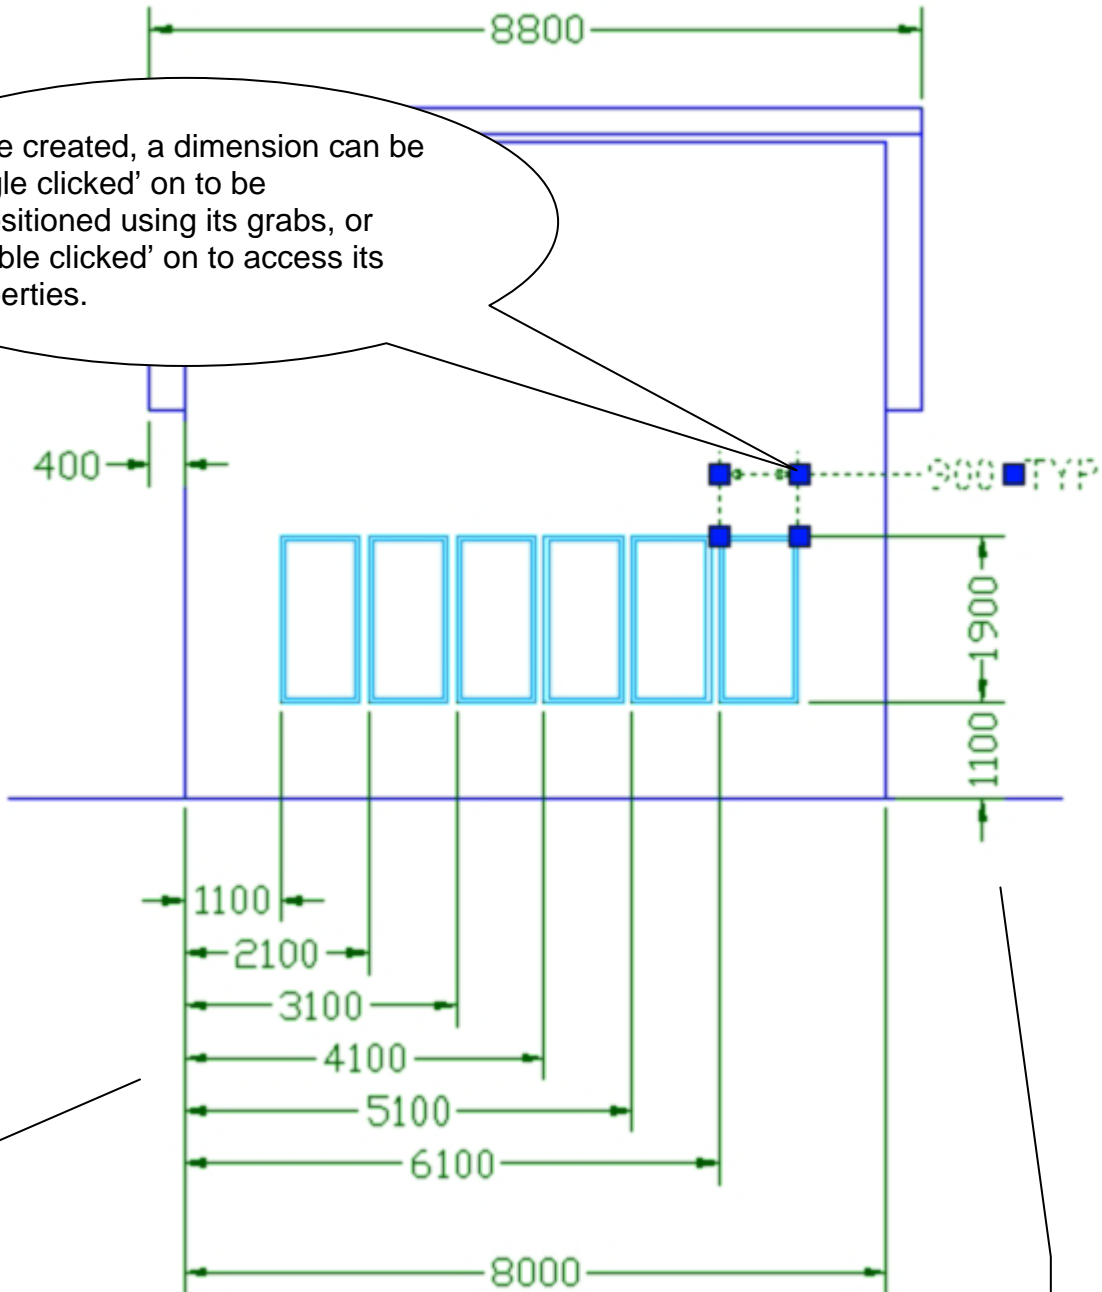 8800
e created, a dimension can be
gle clicked’ on to be
sitioned using its grabs, or
ble clicked’ on to access its
erties.
400
900 TYP
1900
1100
1100
2100
3100
4100
5100
6100
8000